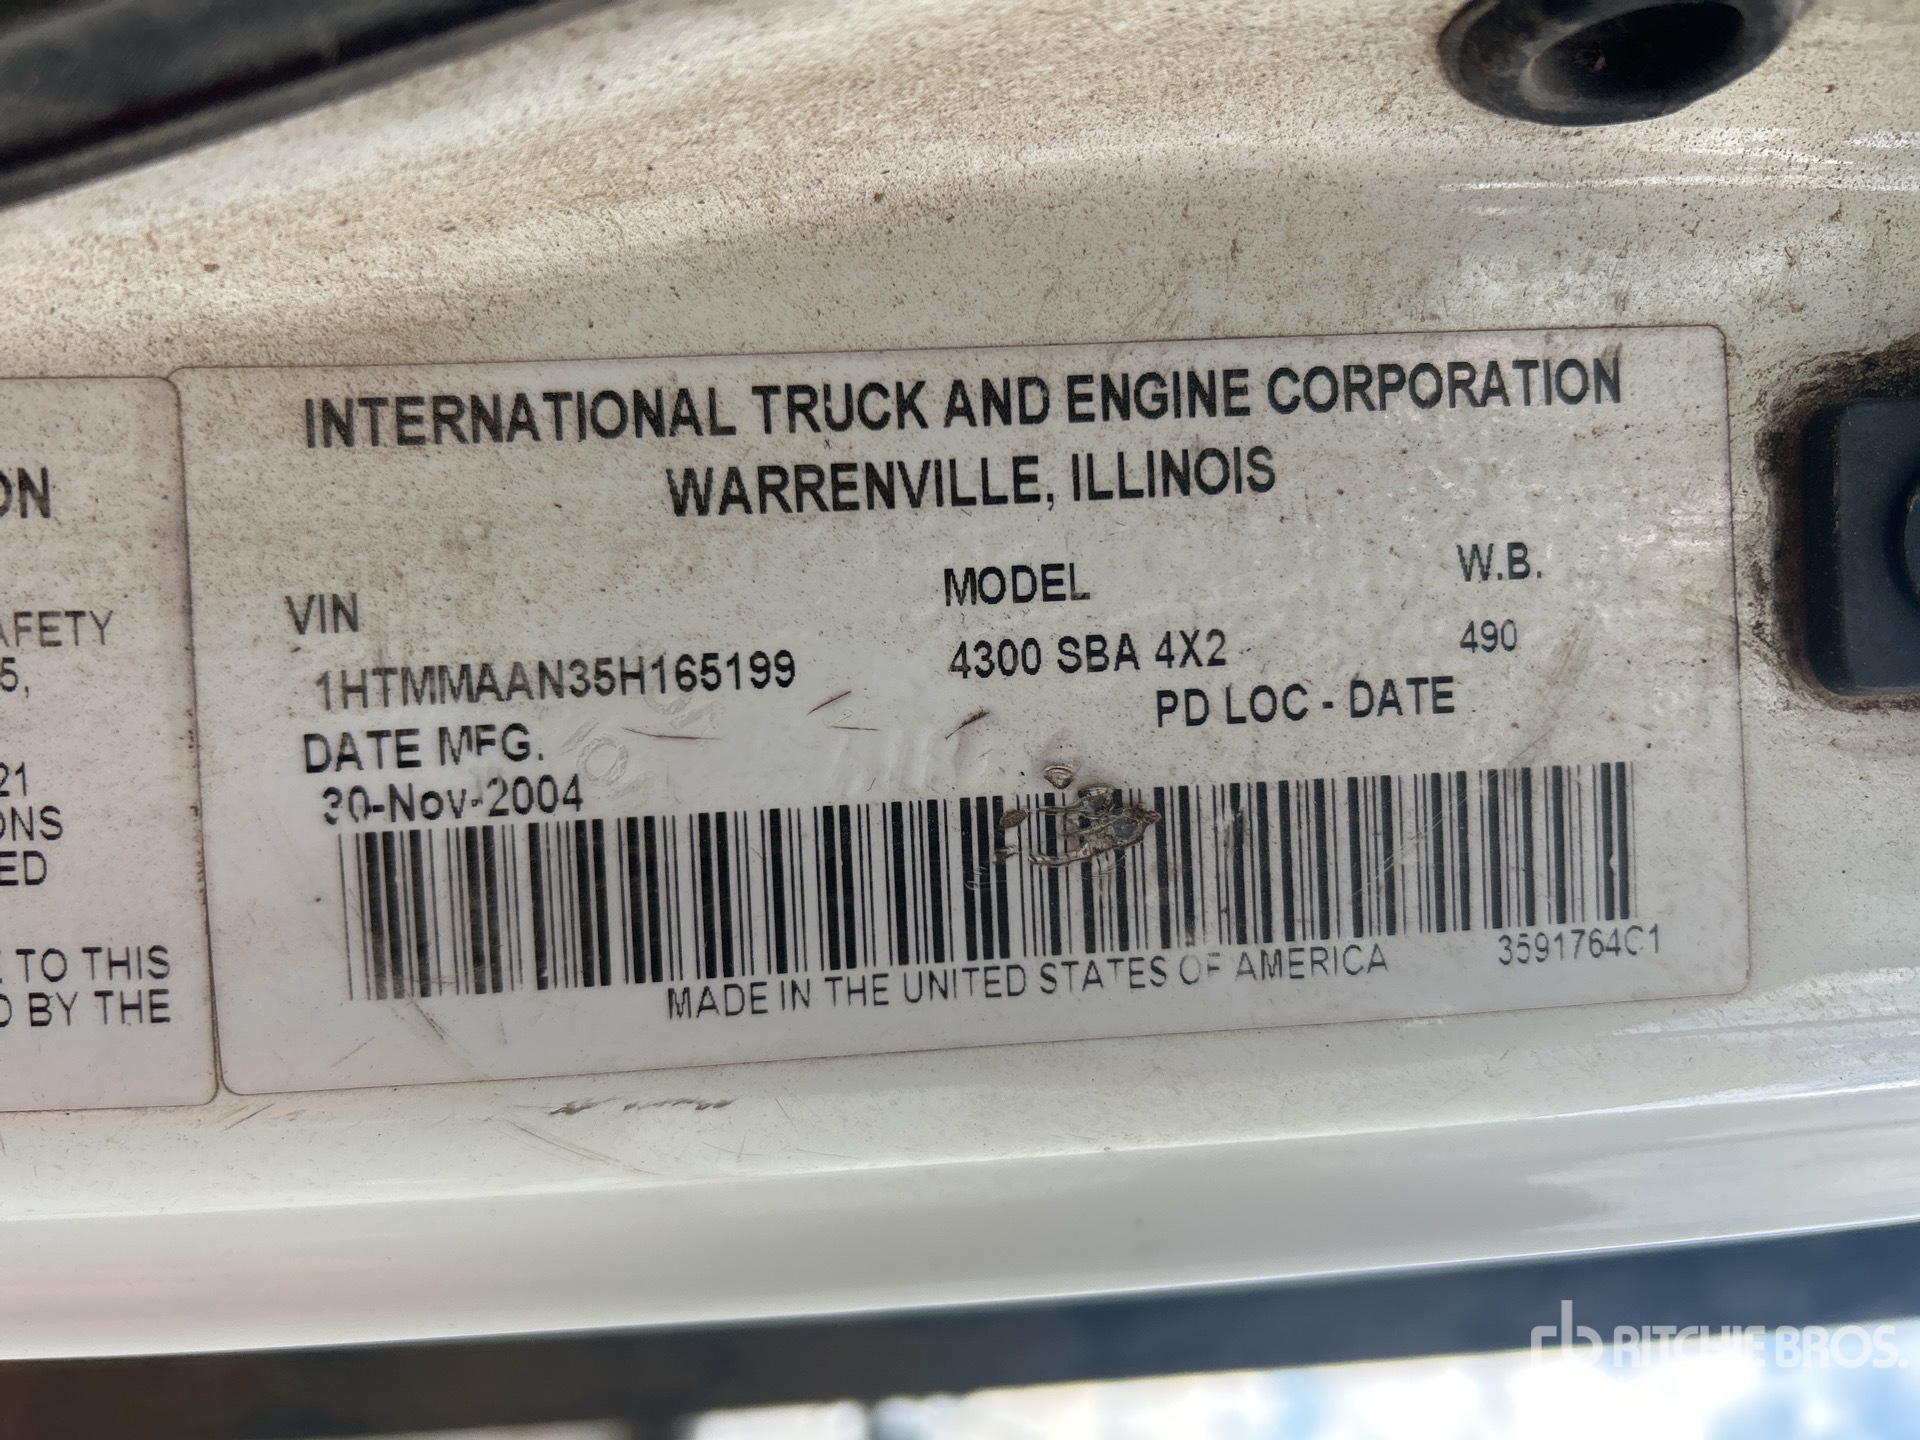 ON
AFETY
5,
21
ONS
ED
E TO THIS
D BY THE
INTERNATIONAL TRUCK AND ENGINE CORPORATION
WARRENVILLE, ILLINOIS
VIN MODEL W.B.
1HTMMAAN35H165199 4300 SBA 4X2 490
DATE MFG. PD LOC - DATE
30-Nov-2004
MADE IN THE UNITED STATES OF AMERICA 3591764C1
rb RITCHIE BROS.